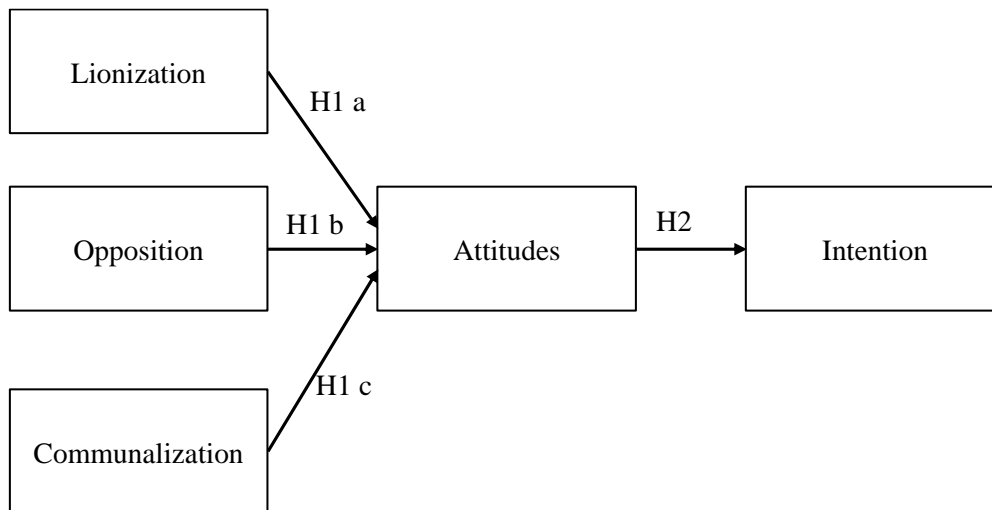 Lionization
H1 a
Opposition
H1 b
Attitudes
H2
Intention
H1 c
Communalization